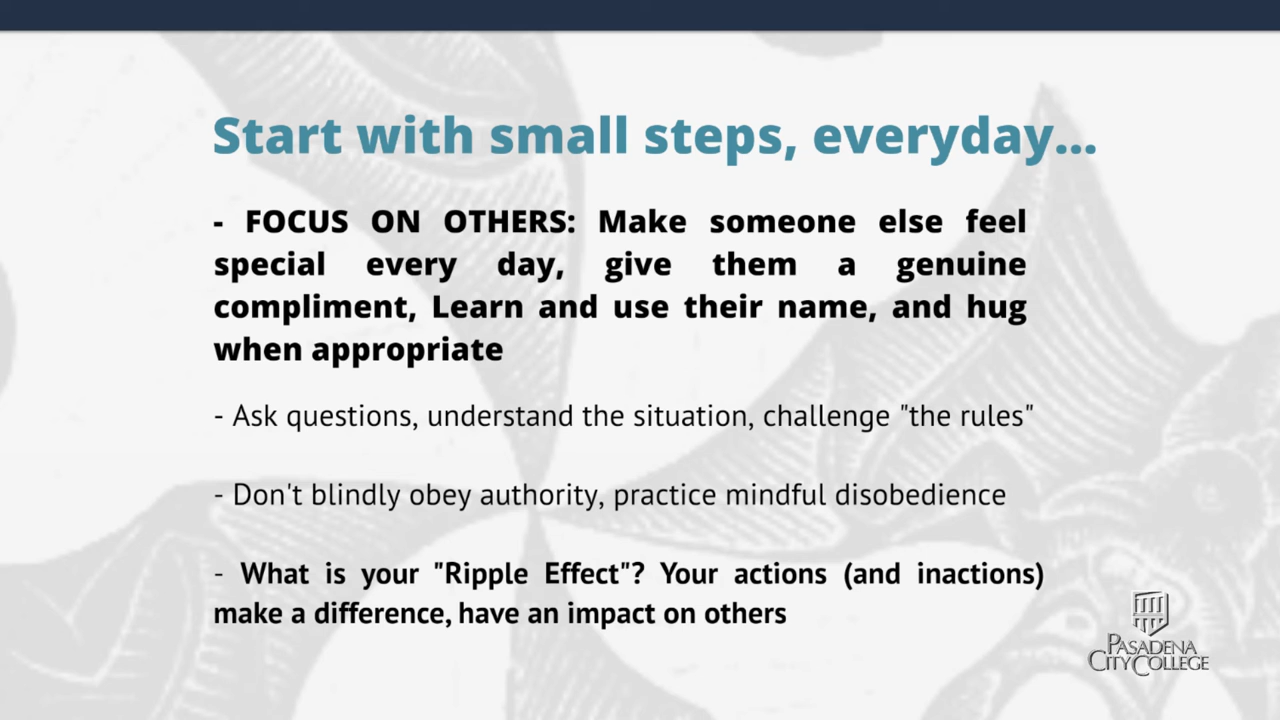 Start with small steps, everyday...
- FOCUS ON OTHERS: Make someone else feel
special every day, give them a genuine
compliment, Learn and use their name, and hug
when appropriate
- Ask questions, understand the situation, challenge "the rules"
- Don't blindly obey authority, practice mindful disobedience
- What is your "Ripple Effect"? Your actions (and inactions)
make a difference, have an impact on others
PASADENA
CITY COLLEGE